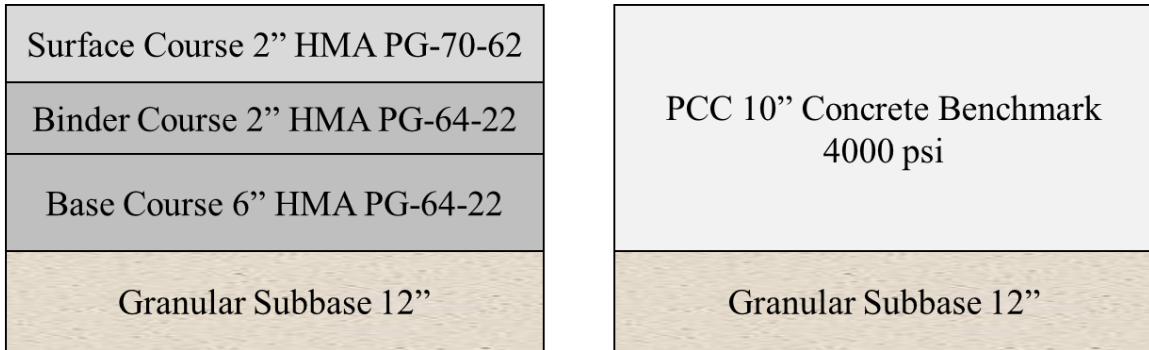 Surface Course 2” HMA PG-70-62
Binder Course 2” HMA PG-64-22
Base Course 6” HMA PG-64-22
Granular Subbase 12”
PCC 10” Concrete Benchmark
4000 psi
Granular Subbase 12”